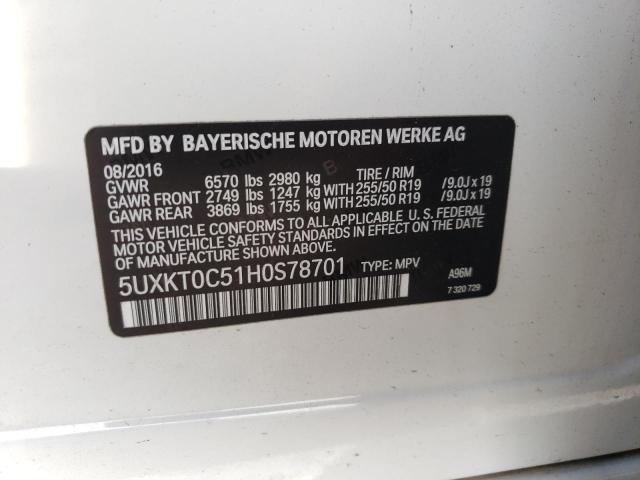 MFD BY BAYERISCHE MOTOREN WERKE AG
08/2016 TIRE / RIM
GVWR 6570 lbs 2980 kg
GAWR FRONT 2749 lbs 1247 kg WITH 255/50 R19 /9.0J x 19
GAWR REAR 3869 lbs 1755 kg WITH 255/50 R19 /9.0J x 19
THIS VEHICLE CONFORMS TO ALL APPLICABLE U. S. FEDERAL
MOTOR VEHICLE SAFETY STANDARDS IN EFFECT ON THE DATE
OF MANUFACTURE SHOWN ABOVE.
5UXKT0C51H0S78701 TYPE: MPV A96M
7 320 729